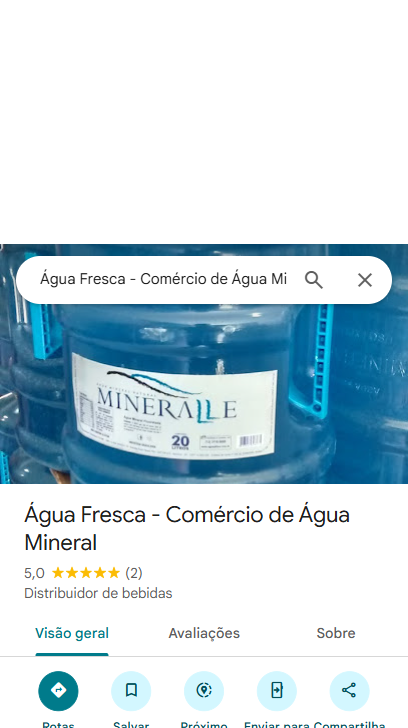 Água Fresca - Comércio de Água Mi
MINERALLE
20
LITROS
Água Fresca - Comércio de Água
Mineral
5,0 (2)
Distribuidor de bebidas
Visão geral Avaliações Sobre
Rotas Salvar Próximo Enviar para Compartilha